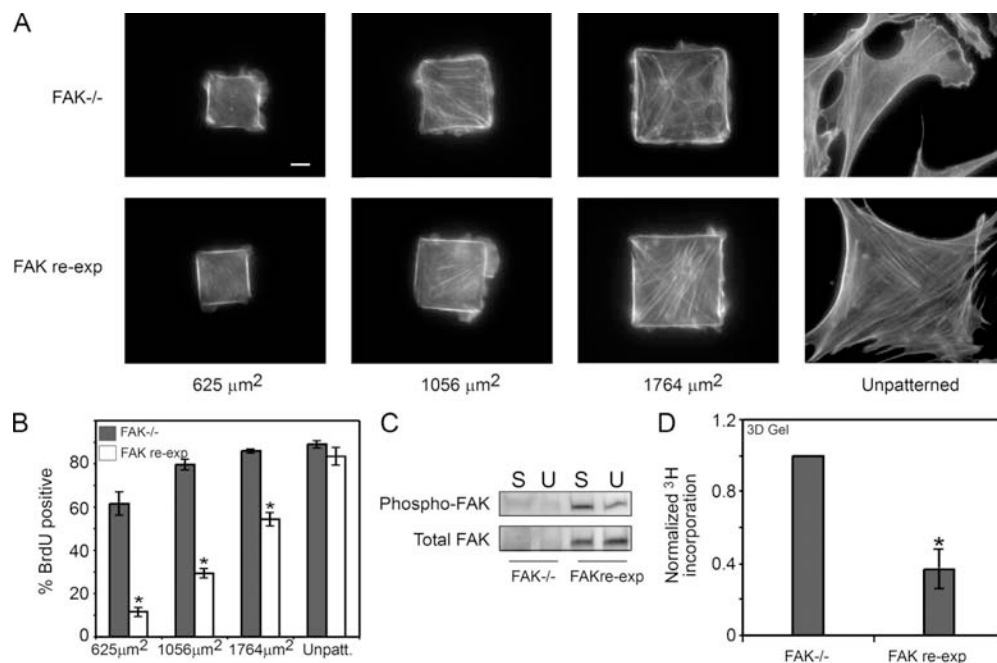 A
FAK-/-
FAK re-exp
625 μm²
1056 μm²
1764 μm²
Unpatterned
B
% BrdU positive
80
60
40
20
0
FAK-/-
FAK re-exp
*
*
*
625μm²
1056μm²
1764μm²
Unpatt.
C
S U S U
Phospho-FAK
Total FAK
FAK-/- FAKre-exp
D
Normalized ³H
incorporation
1.2
0.8
0.4
0
3D Gel
*
FAK-/-
FAK re-exp